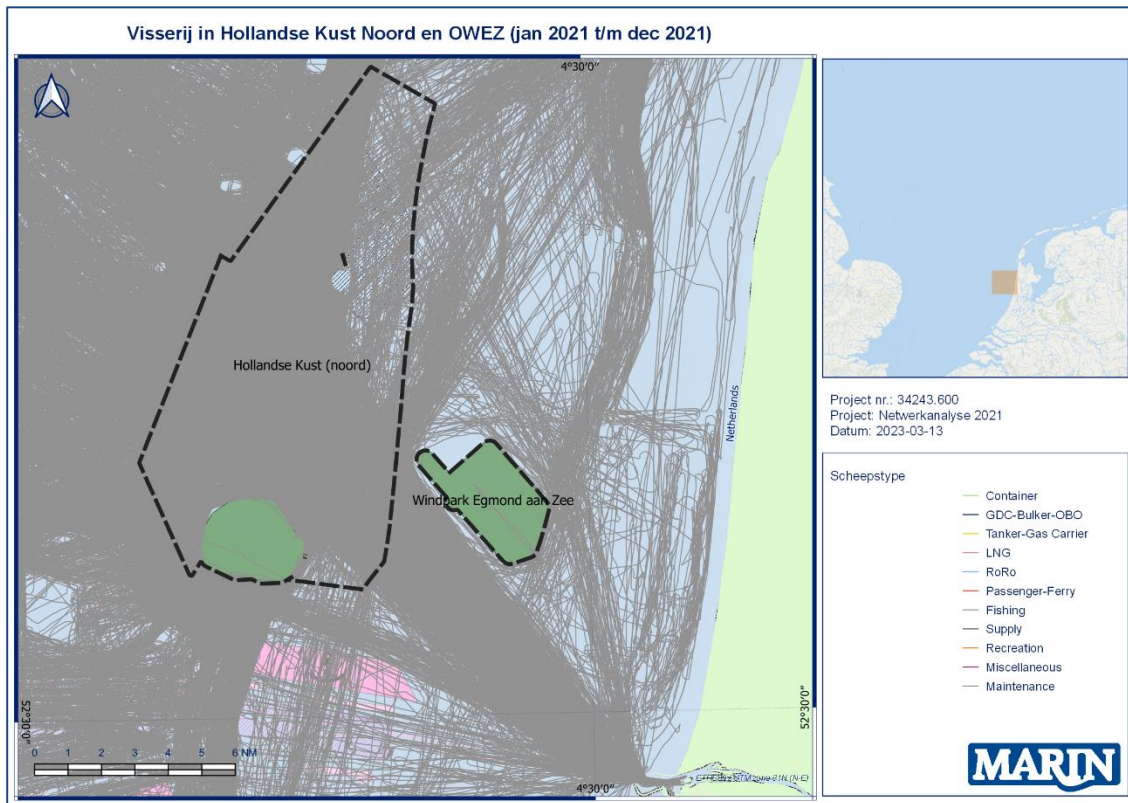 Visserij in Hollandse Kust Noord en OWEZ (jan 2021 t/m dec 2021)
4°30'0"
Hollandse Kust (noord)
Netherlands
Windpark Egmond aan Zee
52°30'0"
52°30'0"
0 1 2 3 4 5 6 NM
4°30'0"
Project nr.: 34243.600
Project: Netwerkanalyse 2021
Datum: 2023-03-13
Scheepstype
Container
GDC-Bulker-OBO
Tanker-Gas Carrier
LNG
RoRo
Passenger-Ferry
Fishing
Supply
Recreation
Miscellaneous
Maintenance
MARIN